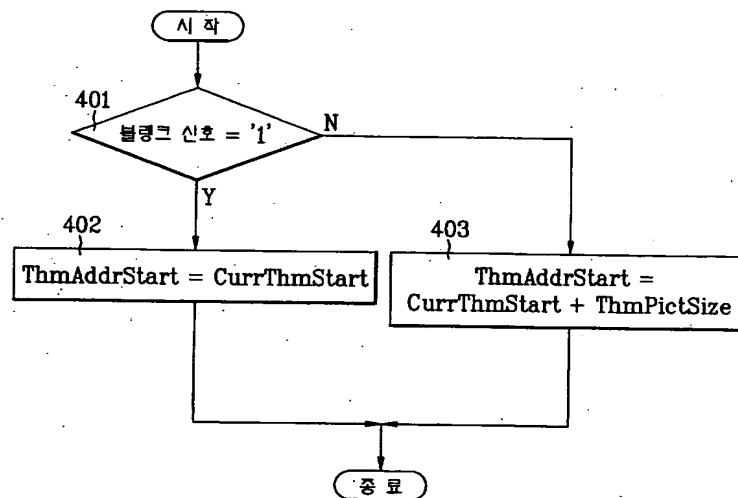 시 작
401
블랭크 신호 = '1'
N
Y
402
ThmAddrStart = CurrThmStart
403
ThmAddrStart =
CurrThmStart + ThmPictSize
종 료